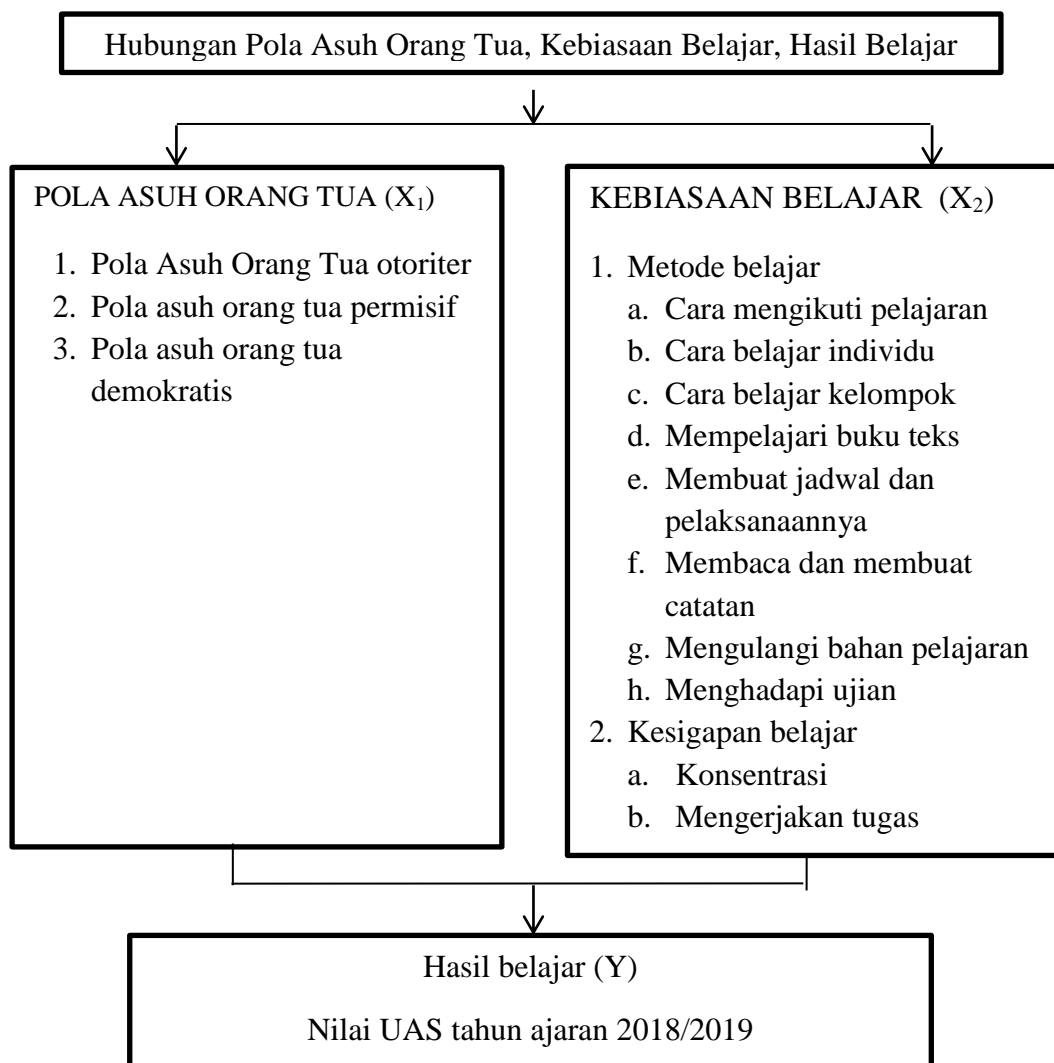 Hubungan Pola Asuh Orang Tua, Kebiasaan Belajar, Hasil Belajar
POLA ASUH ORANG TUA (X₁)
1. Pola Asuh Orang Tua otoriter
2. Pola asuh orang tua permisif
3. Pola asuh orang tua
demokratis
KEBIASAAN BELAJAR (X₂)
1. Metode belajar
a. Cara mengikuti pelajaran
b. Cara belajar individu
c. Cara belajar kelompok
d. Mempelajari buku teks
e. Membuat jadwal dan
pelaksanaannya
f. Membaca dan membuat
catatan
g. Mengulangi bahan pelajaran
h. Menghadapi ujian
2. Kesigapan belajar
a. Konsentrasi
b. Mengerjakan tugas
Hasil belajar (Y)
Nilai UAS tahun ajaran 2018/2019